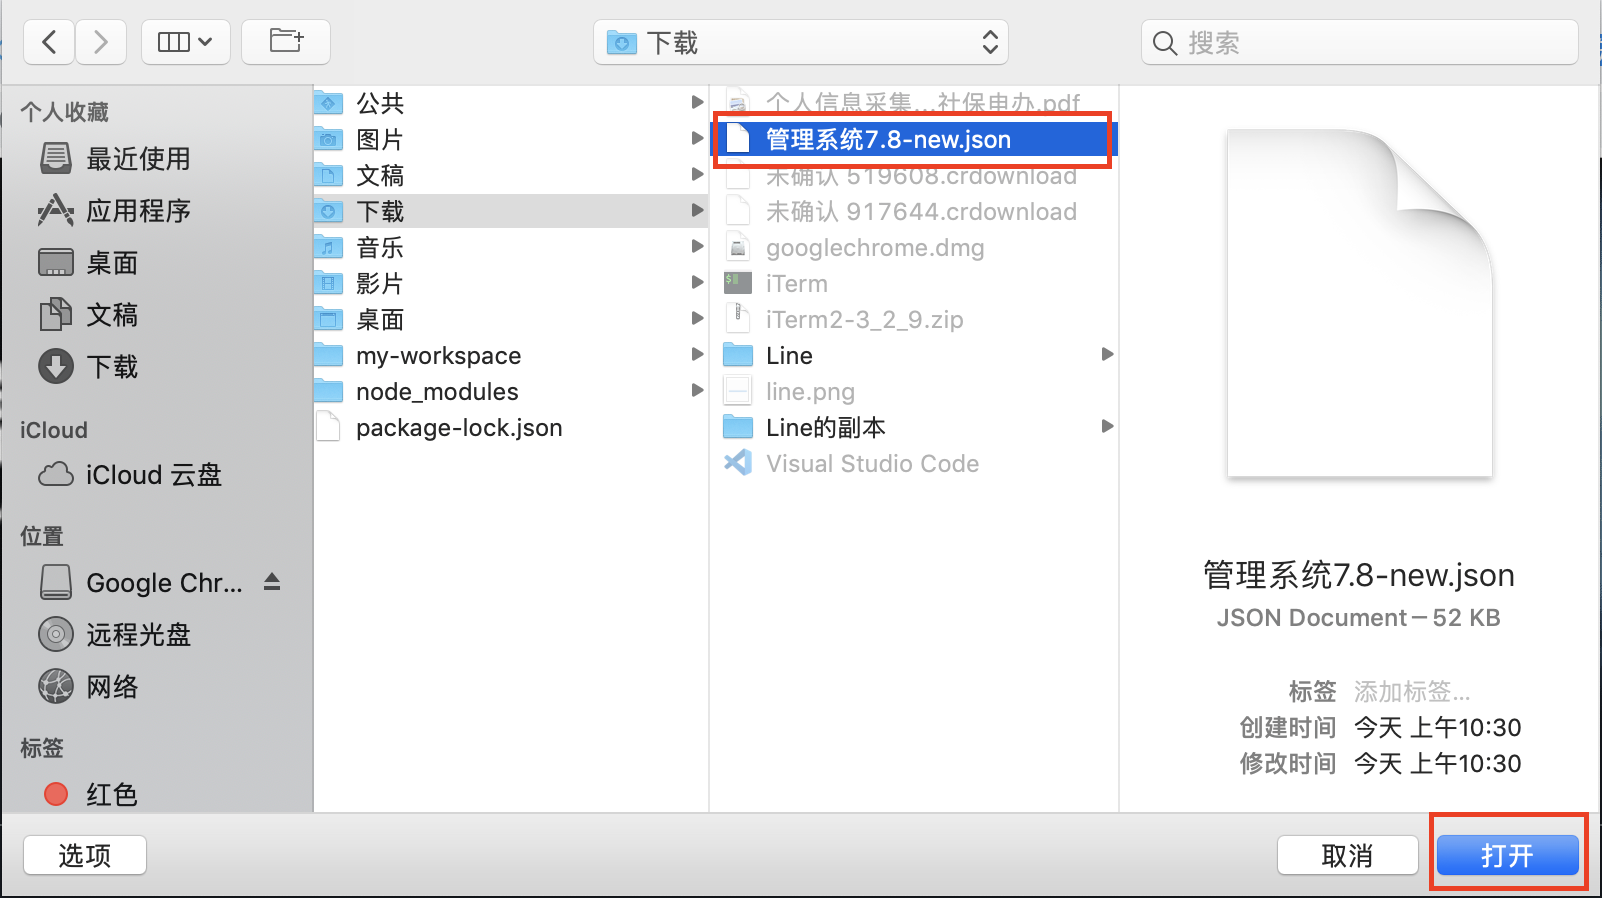 下载
搜索
个人收藏
最近使用
应用程序
桌面
文稿
下载
iCloud
iCloud 云盘
位置
Google Chr...
远程光盘
网络
标签
红色
公共
图片
文稿
下载
音乐
影片
桌面
my-workspace
node_modules
package-lock.json
个人信息采集...社保申办.pdf
管理系统7.8-new.json
未确认 519608.crdownload
未确认 917644.crdownload
googlechrome.dmg
iTerm
iTerm2-3_2_9.zip
Line
line.png
Line的副本
Visual Studio Code
管理系统7.8-new.json
JSON Document – 52 KB
标签 添加标签...
创建时间 今天 上午10:30
修改时间 今天 上午10:30
选项
取消
打开